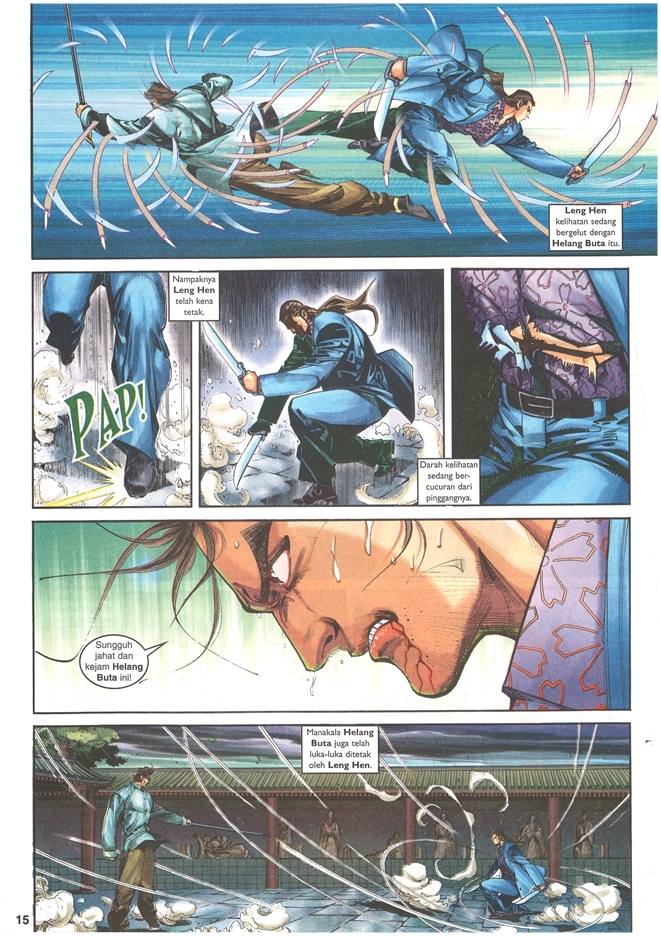 Leng Hen
kelihatan sedang
bergelut dengan
Helang Buta itu.
Nampaknya
Leng Hen
telah kena
tetak.
PAP!
Darah kelihatan
sedang ber-
cucuran dari
pinggangnya.
Sungguh
jahat dan
kejam Helang
Buta ini!
Manakala Helang
Buta juga telah
luka-luka ditetak
oleh Leng Hen.
15